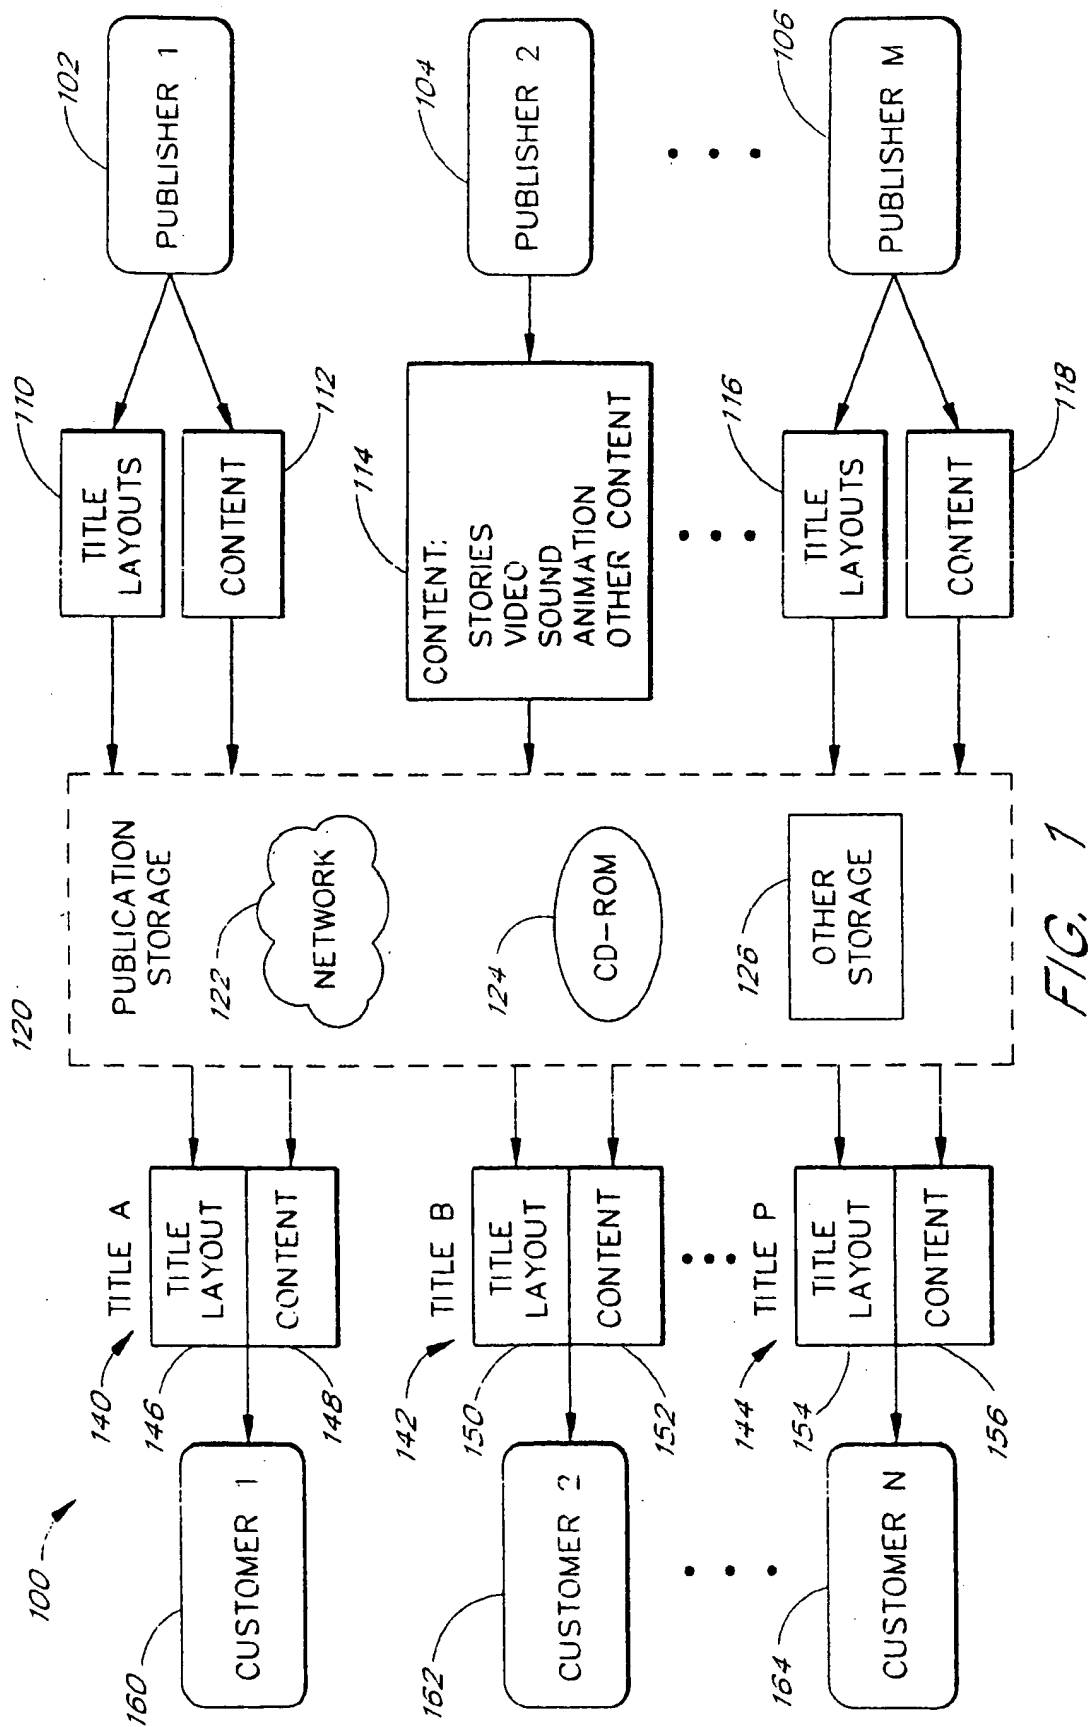 100
160
CUSTOMER 1
162
CUSTOMER 2
164
CUSTOMER N
140
TITLE A
146
TITLE
LAYOUT
CONTENT
148
142
TITLE B
150
TITLE
LAYOUT
CONTENT
152
144
TITLE P
154
TITLE
LAYOUT
CONTENT
156
120
PUBLICATION
STORAGE
122
NETWORK
124
CD-ROM
126
OTHER
STORAGE
110
TITLE
LAYOUTS
CONTENT
112
114
CONTENT:
STORIES
VIDEO
SOUND
ANIMATION
OTHER CONTENT
116
TITLE
LAYOUTS
CONTENT
118
102
PUBLISHER 1
104
PUBLISHER 2
106
PUBLISHER M
FIG. 1